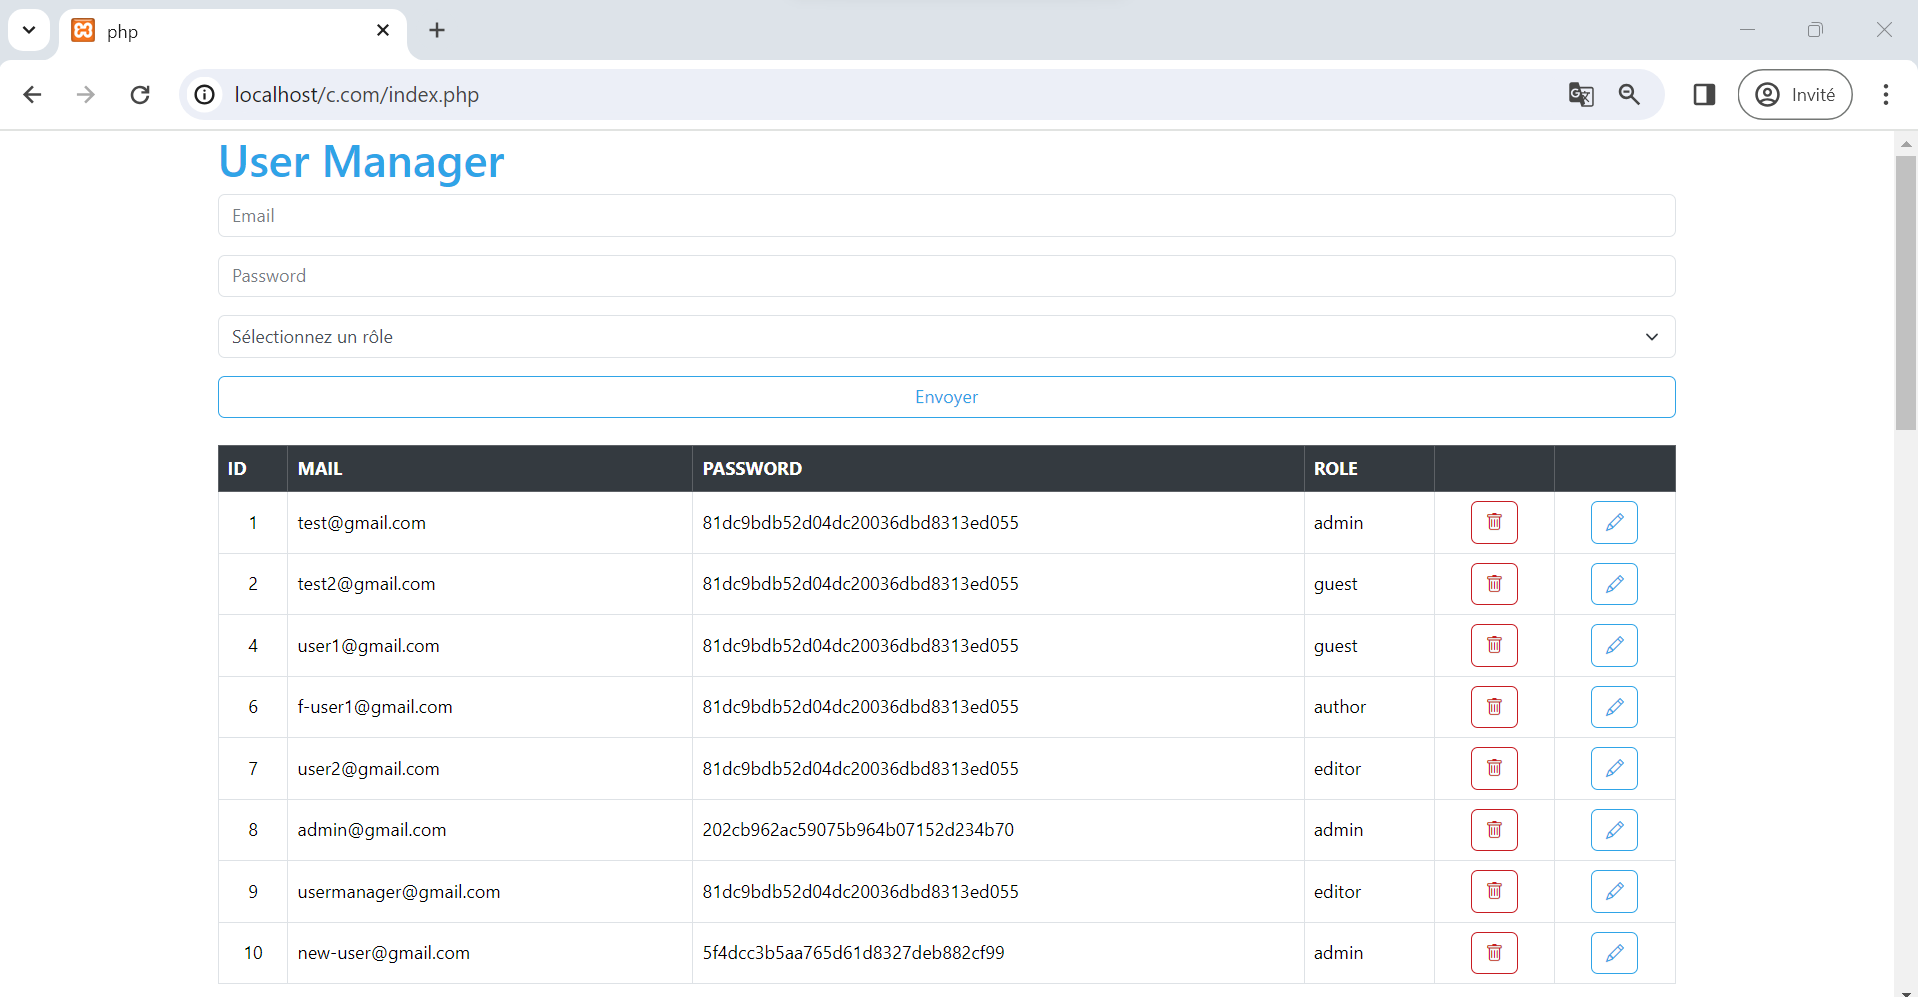 php
localhost/c.com/index.php
Invité
User Manager
Email
Password
Sélectionnez un rôle
Envoyer
ID MAIL PASSWORD ROLE
1 test@gmail.com 81dc9bdb52d04dc20036dbd8313ed055 admin
2 test2@gmail.com 81dc9bdb52d04dc20036dbd8313ed055 guest
4 user1@gmail.com 81dc9bdb52d04dc20036dbd8313ed055 guest
6 f-user1@gmail.com 81dc9bdb52d04dc20036dbd8313ed055 author
7 user2@gmail.com 81dc9bdb52d04dc20036dbd8313ed055 editor
8 admin@gmail.com 202cb962ac59075b964b07152d234b70 admin
9 usermanager@gmail.com 81dc9bdb52d04dc20036dbd8313ed055 editor
10 new-user@gmail.com 5f4dcc3b5aa765d61d8327deb882cf99 admin